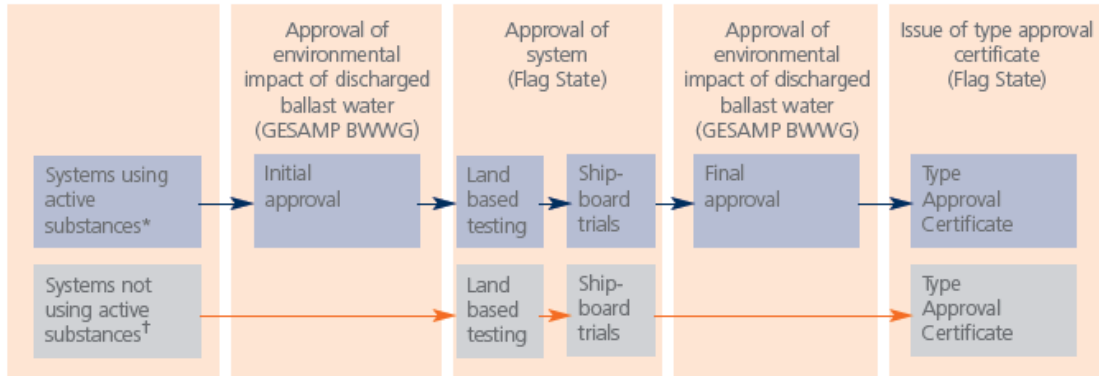 Approval of
environmental
impact of discharged
ballast water
(GESAMP BWWG)
Approval of
system
(Flag State)
Approval of
environmental
impact of discharged
ballast water
(GESAMP BWWG)
Issue of type approval
certificate
(Flag State)
Systems using
active
substances*
Initial
approval
Land
based
testing
Ship-
board
trials
Final
approval
Type
Approval
Certificate
Systems not
using active
substances†
Land
based
testing
Ship-
board
trials
Type
Approval
Certificate